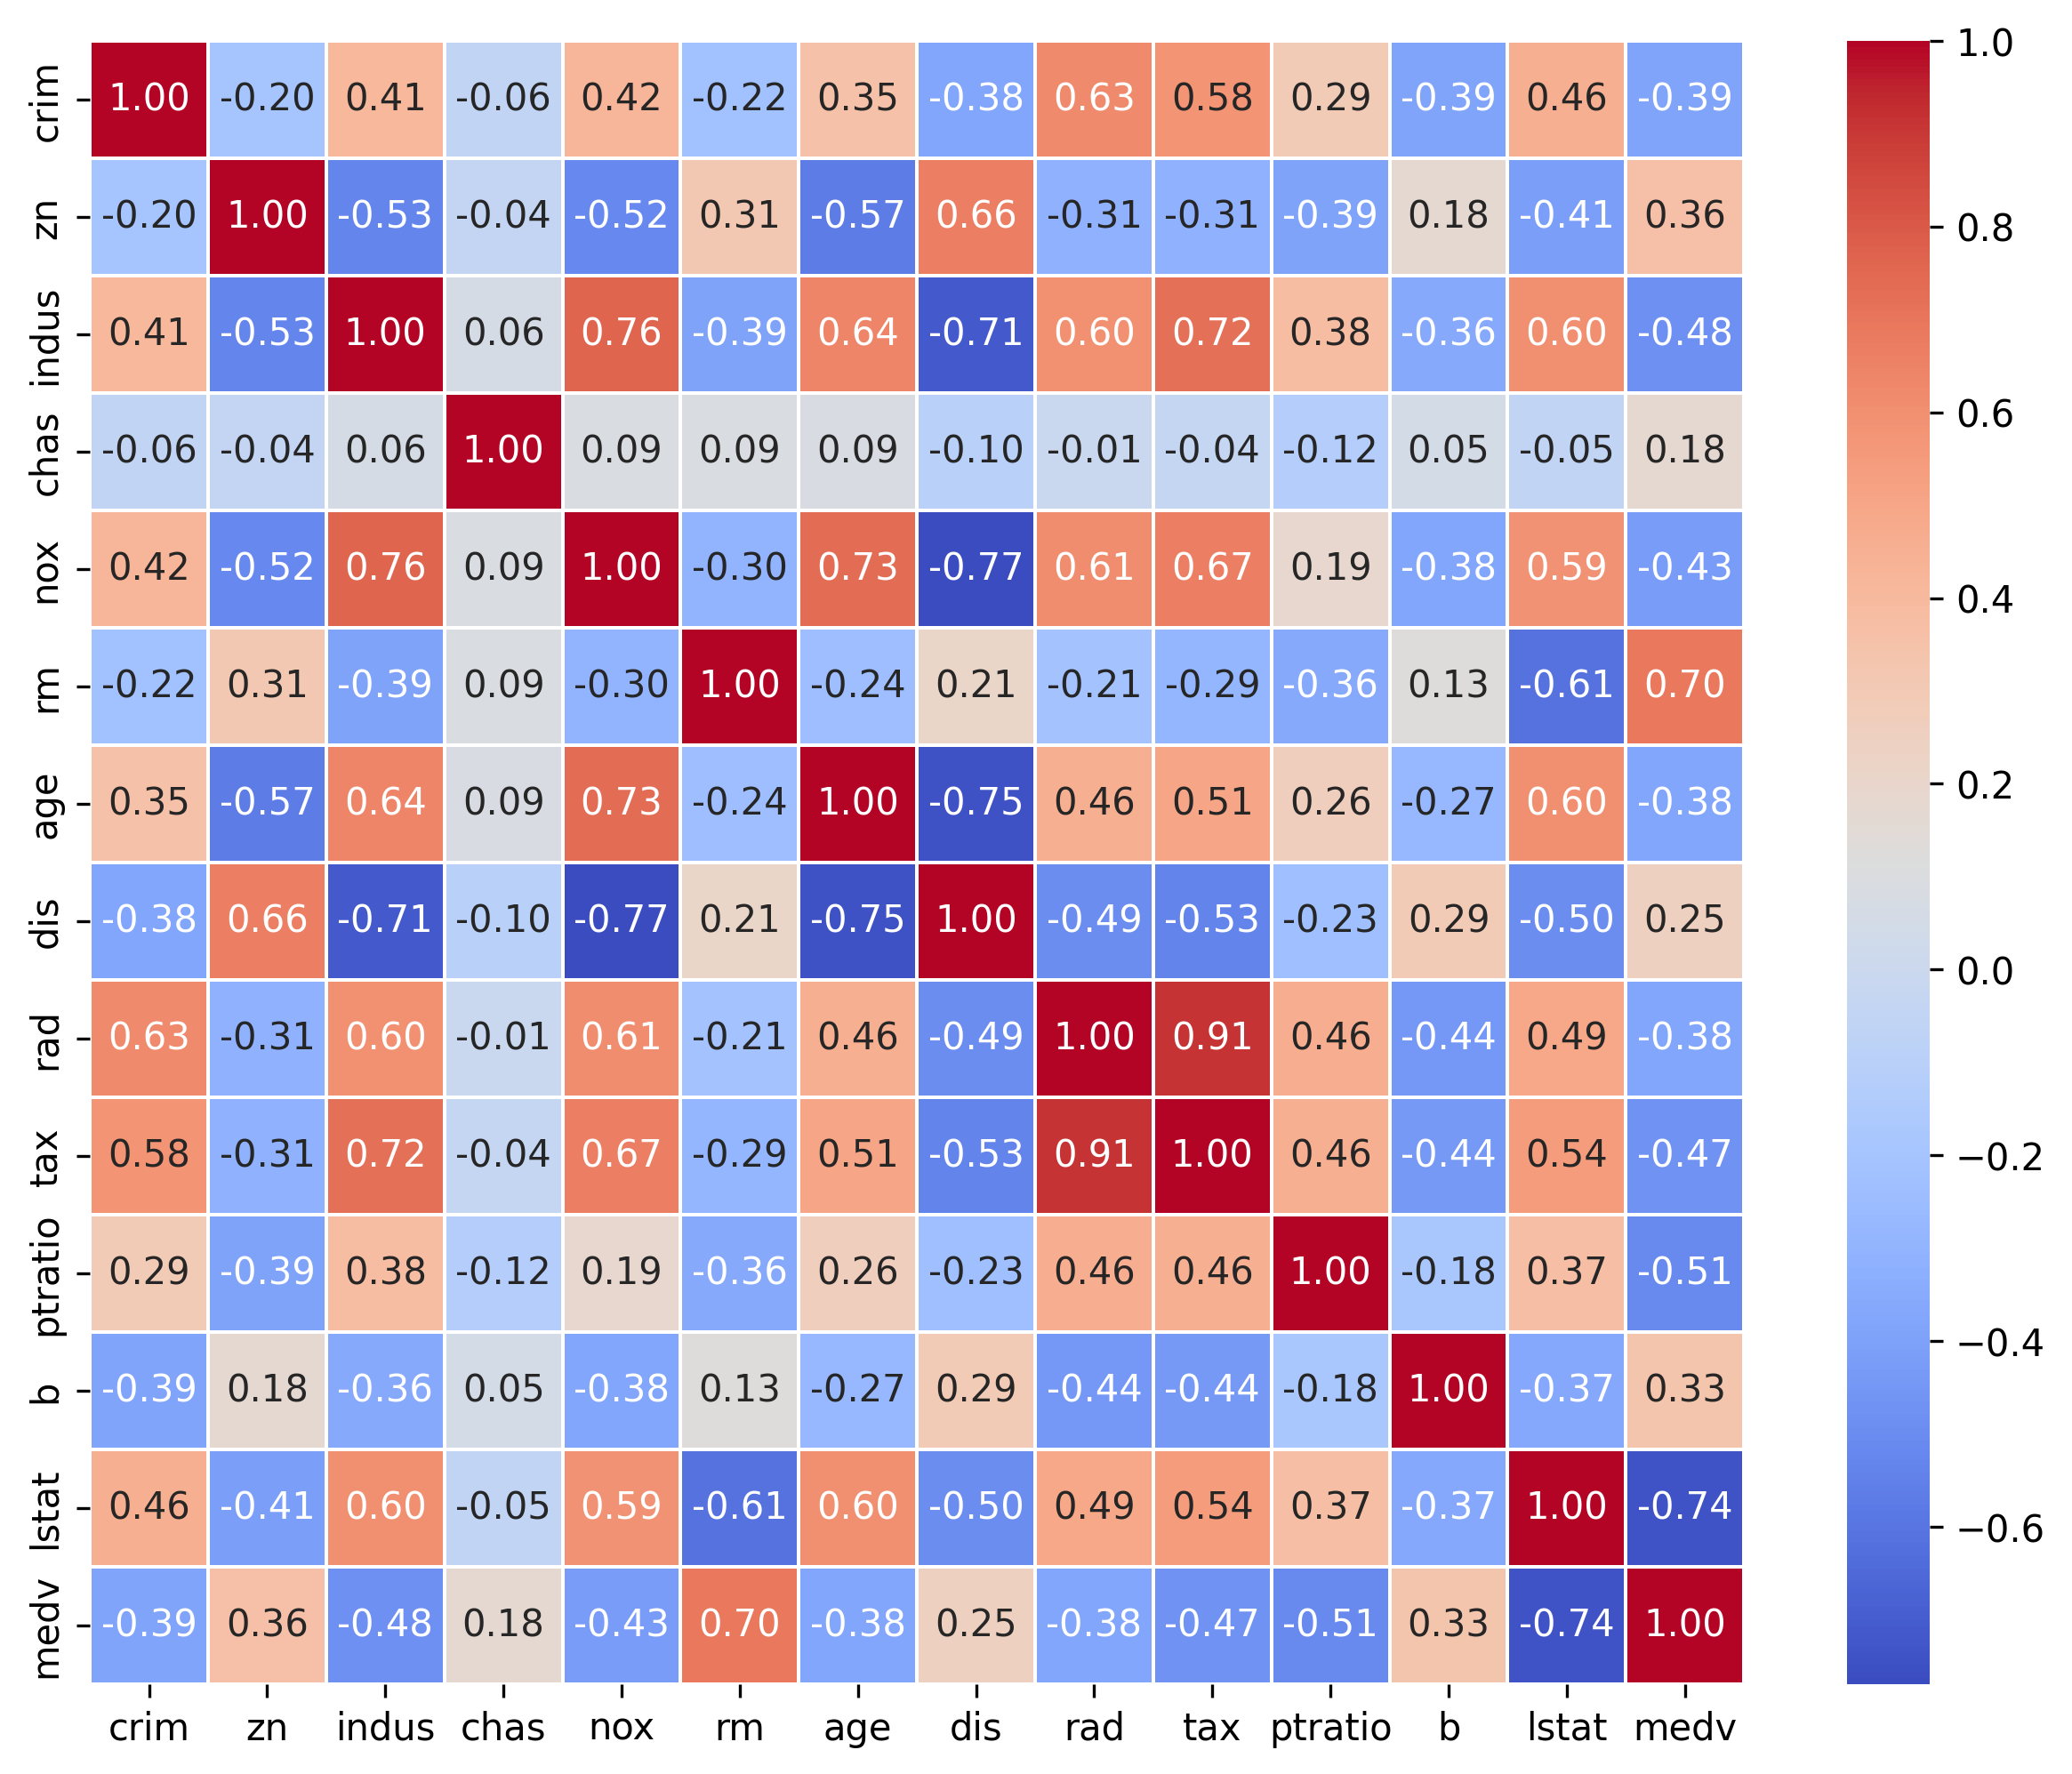 crim 1.00 -0.20 0.41 -0.06 0.42 -0.22 0.35 -0.38 0.63 0.58 0.29 -0.39 0.46 -0.39
zn -0.20 1.00 -0.53 -0.04 -0.52 0.31 -0.57 0.66 -0.31 -0.31 -0.39 0.18 -0.41 0.36
indus 0.41 -0.53 1.00 0.06 0.76 -0.39 0.64 -0.71 0.60 0.72 0.38 -0.36 0.60 -0.48
chas -0.06 -0.04 0.06 1.00 0.09 0.09 0.09 -0.10 -0.01 -0.04 -0.12 0.05 -0.05 0.18
nox 0.42 -0.52 0.76 0.09 1.00 -0.30 0.73 -0.77 0.61 0.67 0.19 -0.38 0.59 -0.43
rm -0.22 0.31 -0.39 0.09 -0.30 1.00 -0.24 0.21 -0.21 -0.29 -0.36 0.13 -0.61 0.70
age 0.35 -0.57 0.64 0.09 0.73 -0.24 1.00 -0.75 0.46 0.51 0.26 -0.27 0.60 -0.38
dis -0.38 0.66 -0.71 -0.10 -0.77 0.21 -0.75 1.00 -0.49 -0.53 -0.23 0.29 -0.50 0.25
rad 0.63 -0.31 0.60 -0.01 0.61 -0.21 0.46 -0.49 1.00 0.91 0.46 -0.44 0.49 -0.38
tax 0.58 -0.31 0.72 -0.04 0.67 -0.29 0.51 -0.53 0.91 1.00 0.46 -0.44 0.54 -0.47
ptratio 0.29 -0.39 0.38 -0.12 0.19 -0.36 0.26 -0.23 0.46 0.46 1.00 -0.18 0.37 -0.51
b -0.39 0.18 -0.36 0.05 -0.38 0.13 -0.27 0.29 -0.44 -0.44 -0.18 1.00 -0.37 0.33
lstat 0.46 -0.41 0.60 -0.05 0.59 -0.61 0.60 -0.50 0.49 0.54 0.37 -0.37 1.00 -0.74
medv -0.39 0.36 -0.48 0.18 -0.43 0.70 -0.38 0.25 -0.38 -0.47 -0.51 0.33 -0.74 1.00
crim zn indus chas nox rm age dis rad tax ptratio b lstat medv
1.0
0.8
0.6
0.4
0.2
0.0
−0.2
−0.4
−0.6